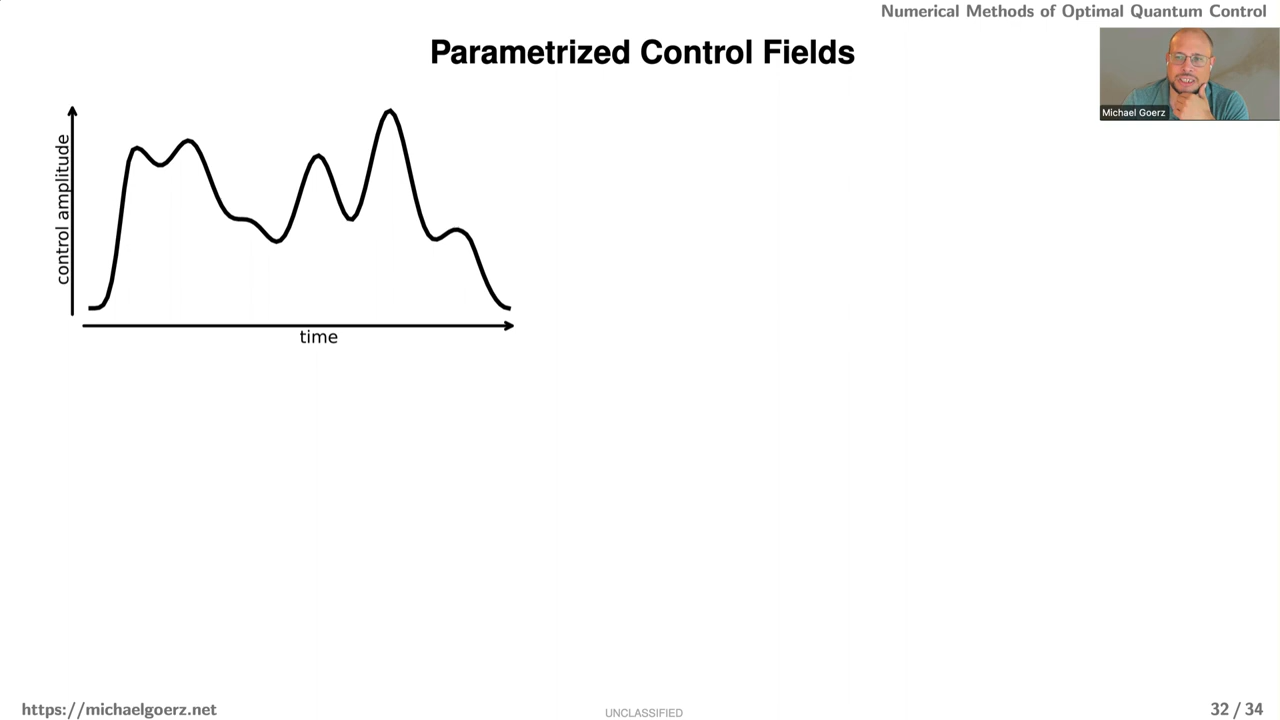 Numerical Methods of Optimal Quantum Control
Parametrized Control Fields
Michael Goerz
control amplitude
time
https://michaelgoerz.net
UNCLASSIFIED
32 / 34